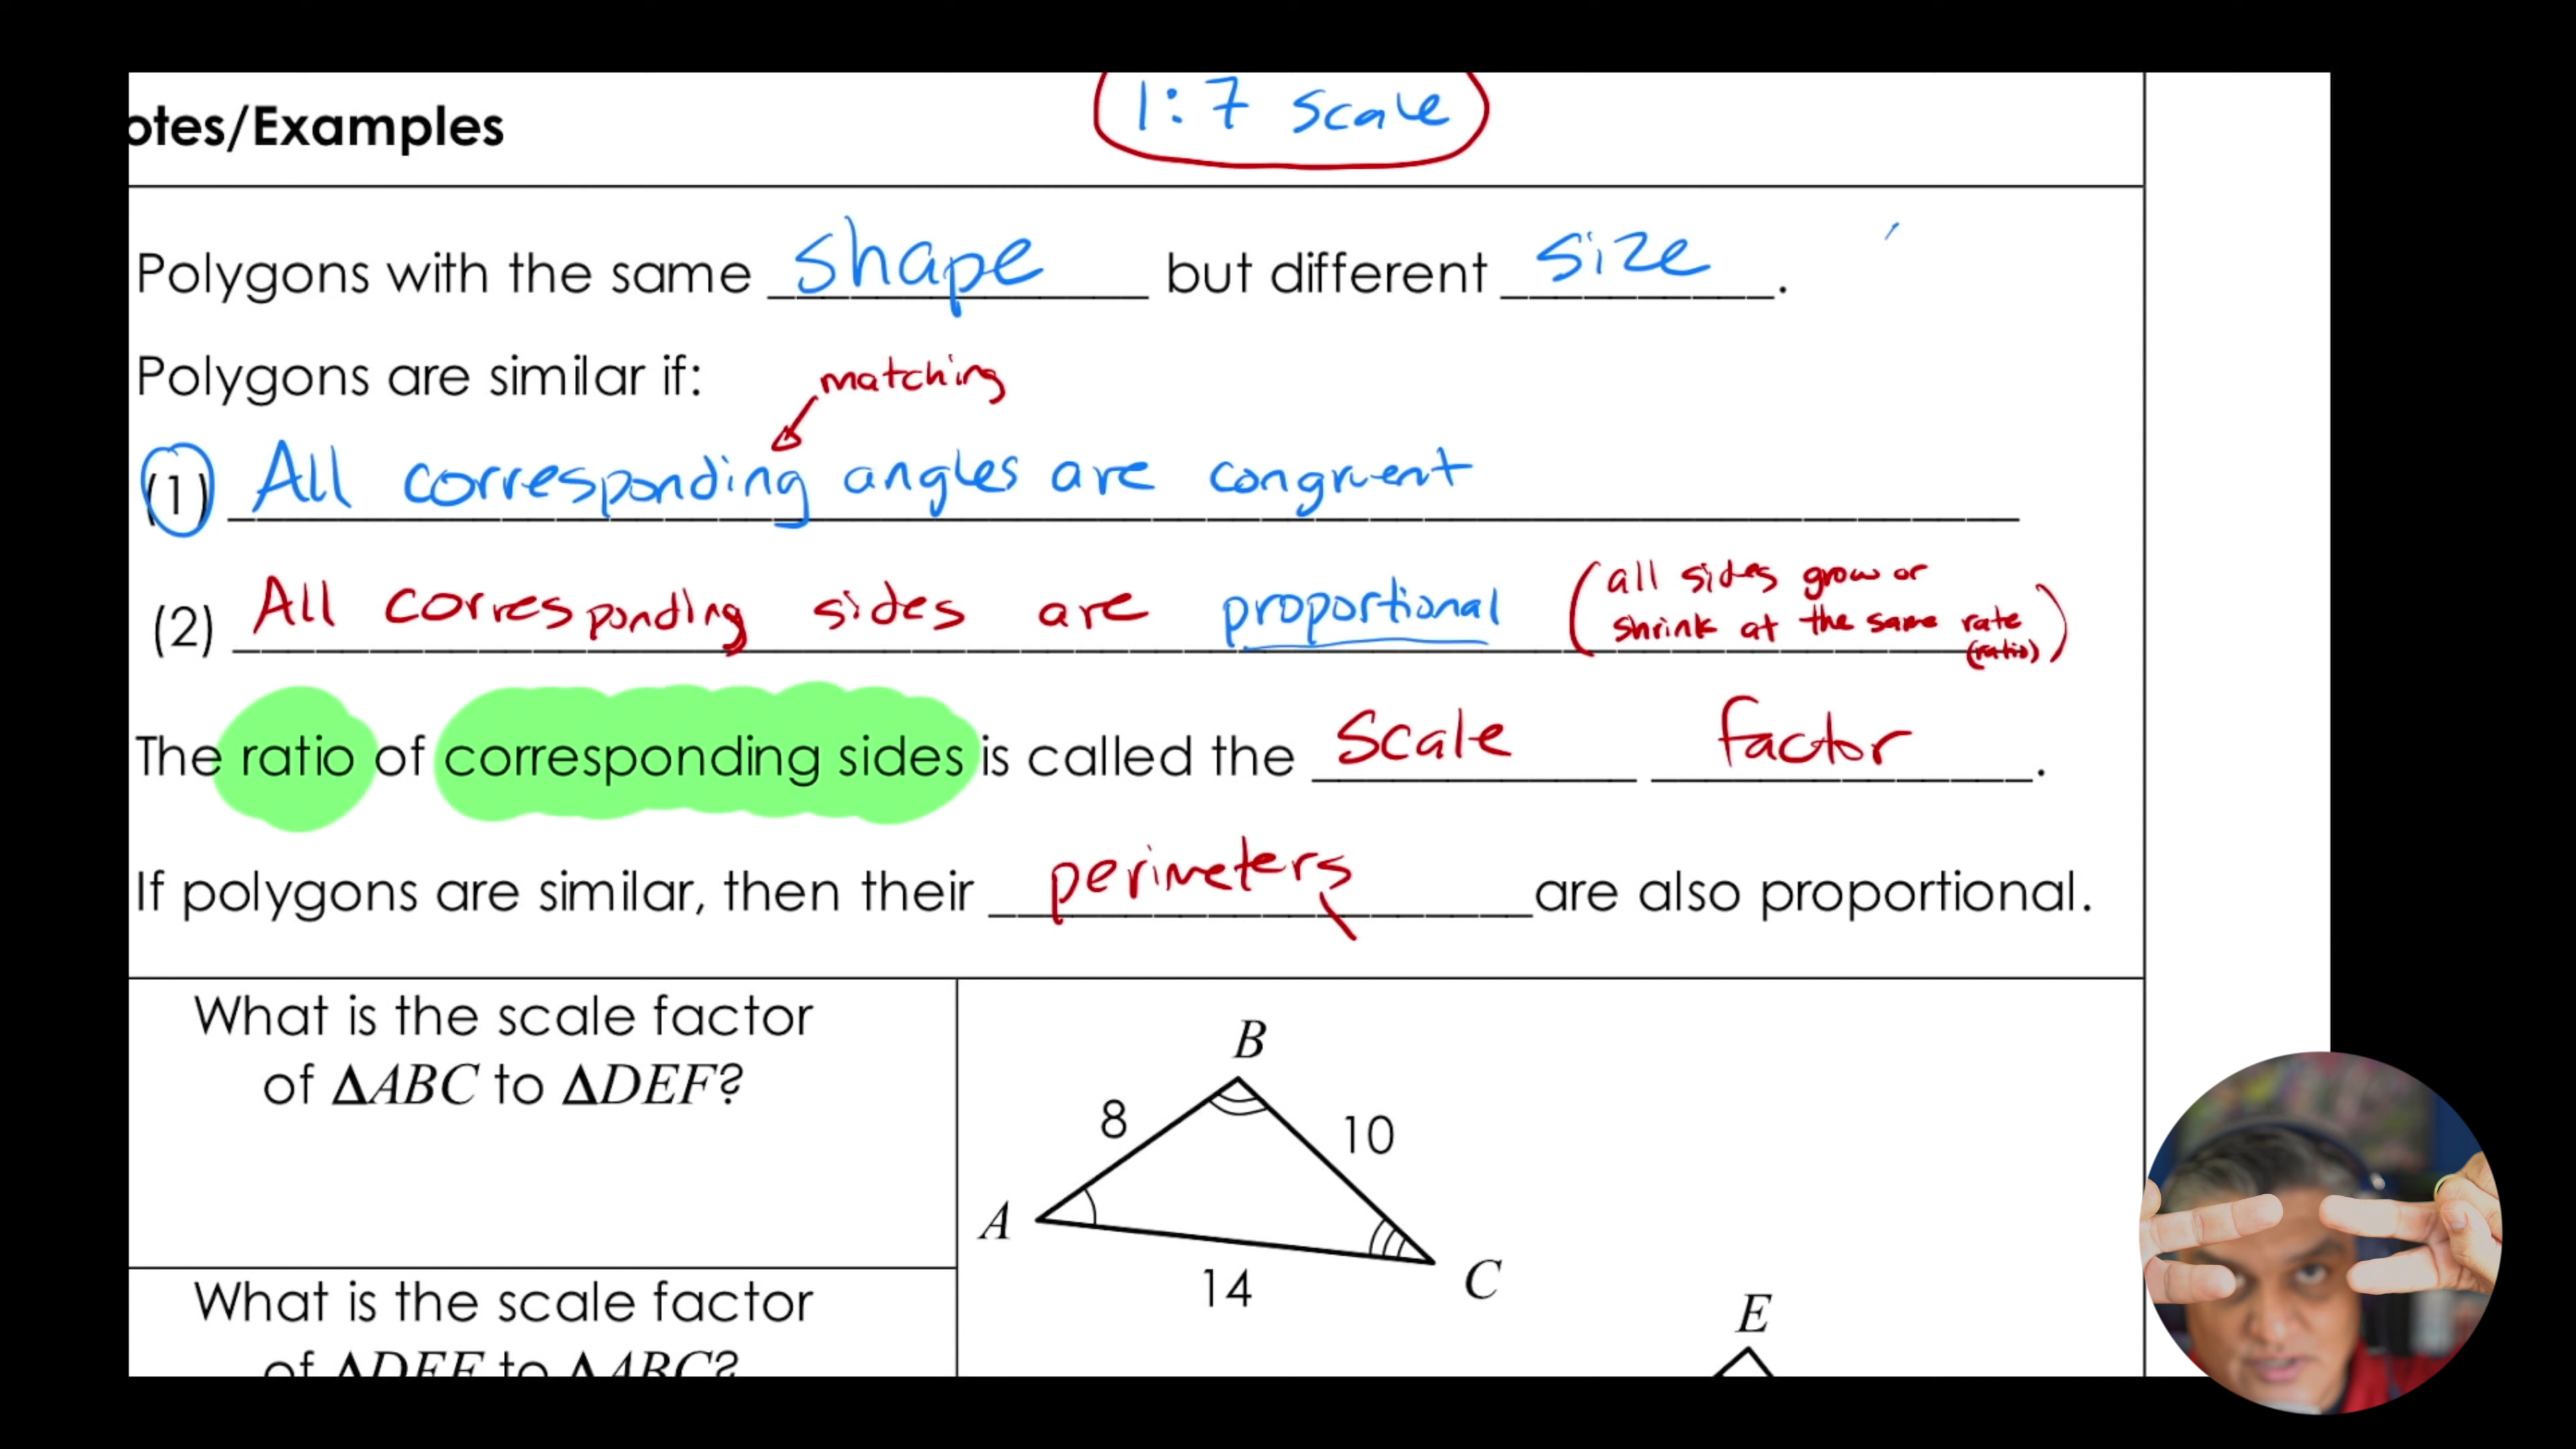 otes/Examples
1:7 scale
Polygons with the same shape but different size.
Polygons are similar if:
matching
(1) All corresponding angles are congruent
(2) All corresponding sides are proportional (all sides grow or
shrink at the same rate
(ratio))
The ratio of corresponding sides is called the scale factor.
If polygons are similar, then their perimeters are also proportional.
What is the scale factor
of ΔABC to ΔDEF?
B
8
10
A
14
C
What is the scale factor
of ΔDEF to ΔABC?
E